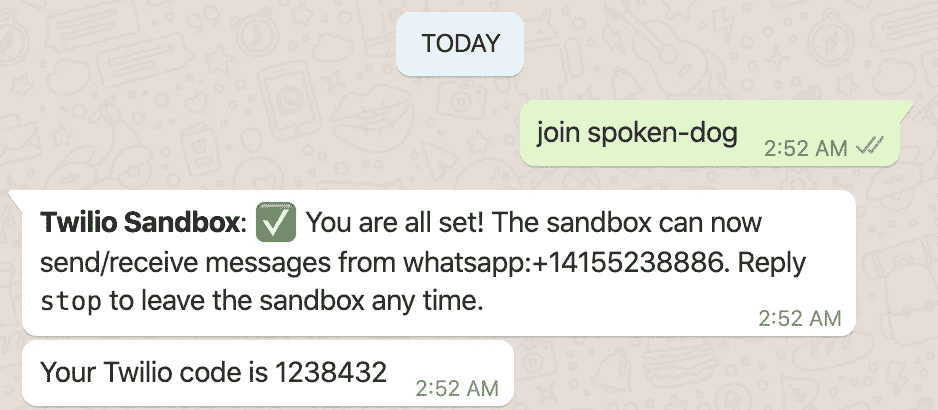 TODAY
join spoken-dog 2:52 AM
Twilio Sandbox: ✅ You are all set! The sandbox can now
send/receive messages from whatsapp:+14155238886. Reply
stop to leave the sandbox any time.
2:52 AM
Your Twilio code is 1238432 2:52 AM